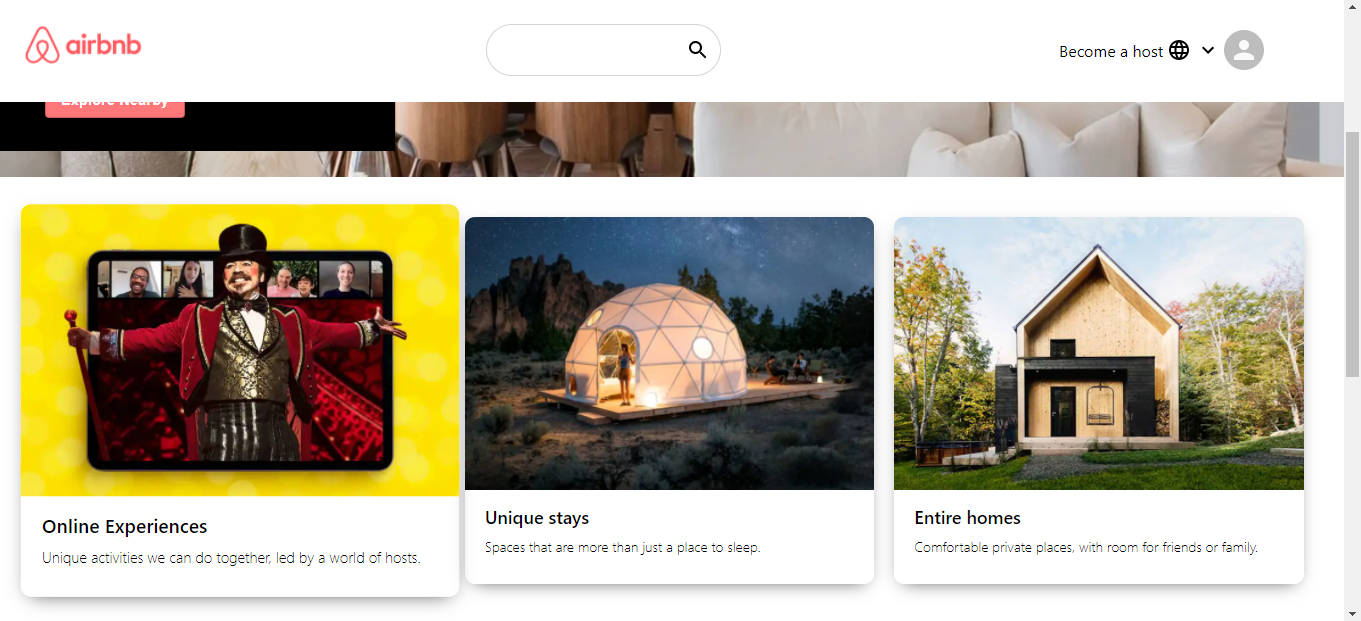 airbnb
Become a host
Explore Nearby
Online Experiences
Unique activities we can do together, led by a world of hosts.
Unique stays
Spaces that are more than just a place to sleep.
Entire homes
Comfortable private places, with room for friends or family.